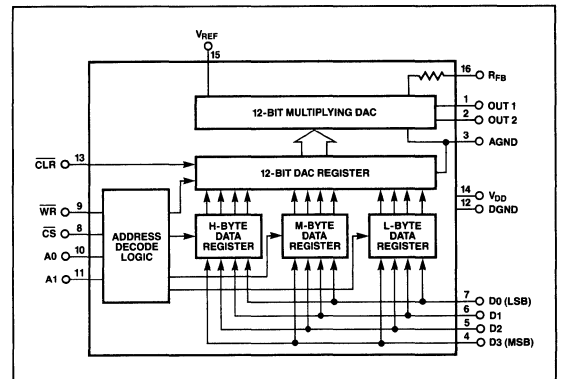 VREF
15
16 RFB
12-BIT MULTIPLYING DAC
1 OUT 1
2 OUT 2
3 AGND
CLR 13
12-BIT DAC REGISTER
14 VDD
12 DGND
WR 9
CS 8
A0 10
A1 11
ADDRESS
DECODE
LOGIC
H-BYTE
DATA
REGISTER
M-BYTE
DATA
REGISTER
L-BYTE
DATA
REGISTER
7 D0 (LSB)
6 D1
5 D2
4 D3 (MSB)